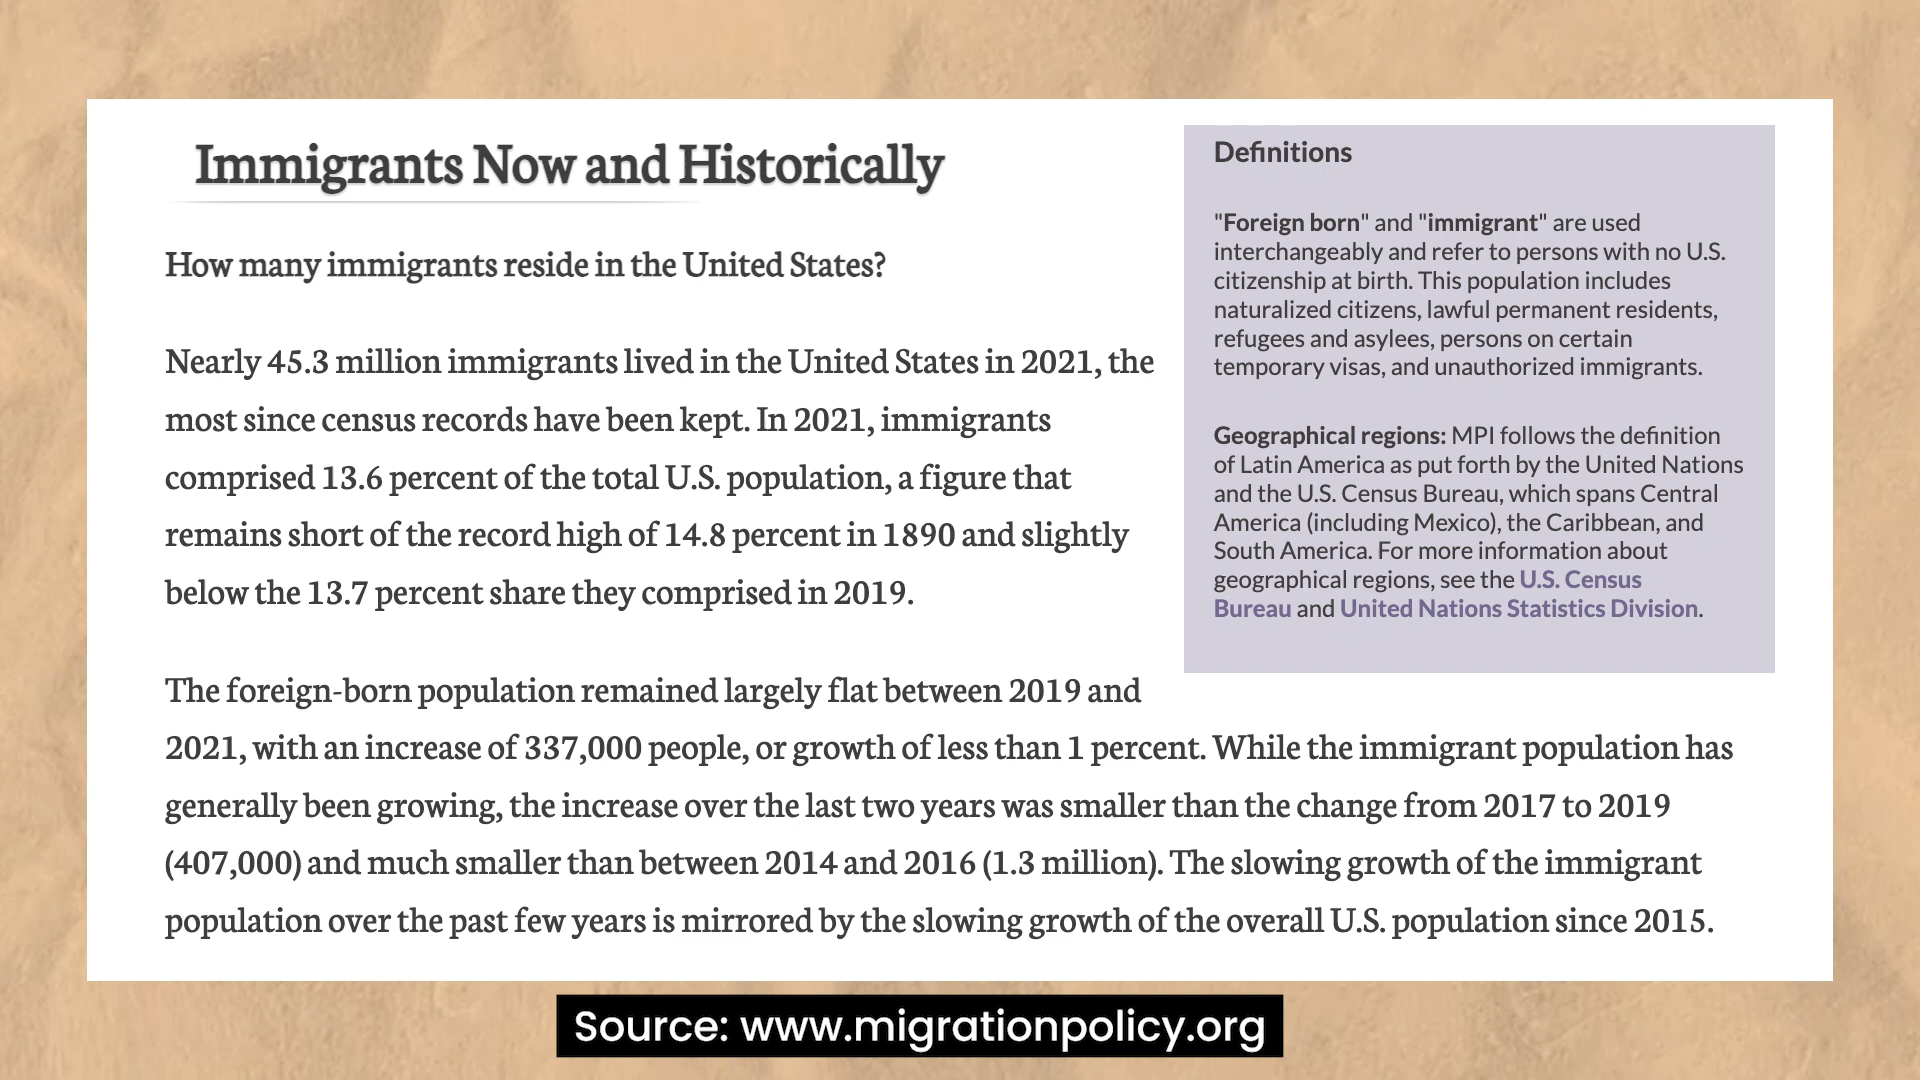 Immigrants Now and Historically
How many immigrants reside in the United States?
Nearly 45.3 million immigrants lived in the United States in 2021, the
most since census records have been kept. In 2021, immigrants
comprised 13.6 percent of the total U.S. population, a figure that
remains short of the record high of 14.8 percent in 1890 and slightly
below the 13.7 percent share they comprised in 2019.
The foreign-born population remained largely flat between 2019 and
2021, with an increase of 337,000 people, or growth of less than 1 percent. While the immigrant population has
generally been growing, the increase over the last two years was smaller than the change from 2017 to 2019
(407,000) and much smaller than between 2014 and 2016 (1.3 million). The slowing growth of the immigrant
population over the past few years is mirrored by the slowing growth of the overall U.S. population since 2015.
Definitions
"Foreign born" and "immigrant" are used
interchangeably and refer to persons with no U.S.
citizenship at birth. This population includes
naturalized citizens, lawful permanent residents,
refugees and asylees, persons on certain
temporary visas, and unauthorized immigrants.
Geographical regions: MPI follows the definition
of Latin America as put forth by the United Nations
and the U.S. Census Bureau, which spans Central
America (including Mexico), the Caribbean, and
South America. For more information about
geographical regions, see the U.S. Census
Bureau and United Nations Statistics Division.
Source: www.migrationpolicy.org